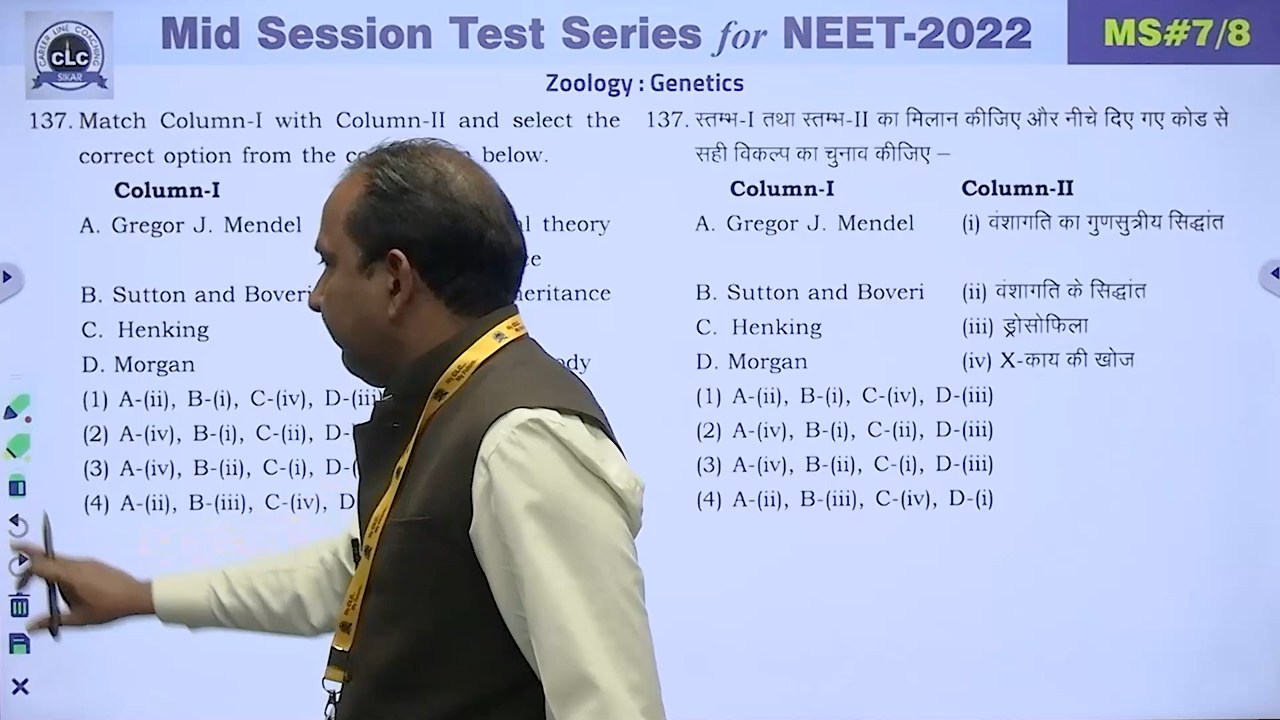 CAREER LINE COACHING
CLC
SIKAR
Mid Session Test Series for NEET-2022
MS#7/8
Zoology : Genetics
137. Match Column-I with Column-II and select the
correct option from the below.
Column-I
A. Gregor J. Mendel theory
B. Sutton and Boveri
C. Henking
D. Morgan
(1) A-(ii), B-(i), C-(iv), D-(iii)
(2) A-(iv), B-(i), C-(ii), D-
(3) A-(iv), B-(ii), C-(i), D-
(4) A-(ii), B-(iii), C-(iv), D
137. स्तम्भ-I तथा स्तम्भ-II का मिलान कीजिए और नीचे दिए गए कोड से
सही विकल्प का चुनाव कीजिए –
Column-I Column-II
A. Gregor J. Mendel (i) वंशागति का गुणसुत्रीय सिद्धांत
B. Sutton and Boveri (ii) वंशागति के सिद्धांत
C. Henking (iii) ड्रोसोफिला
D. Morgan (iv) X-काय की खोज
(1) A-(ii), B-(i), C-(iv), D-(iii)
(2) A-(iv), B-(i), C-(ii), D-(iii)
(3) A-(iv), B-(ii), C-(i), D-(iii)
(4) A-(ii), B-(iii), C-(iv), D-(i)